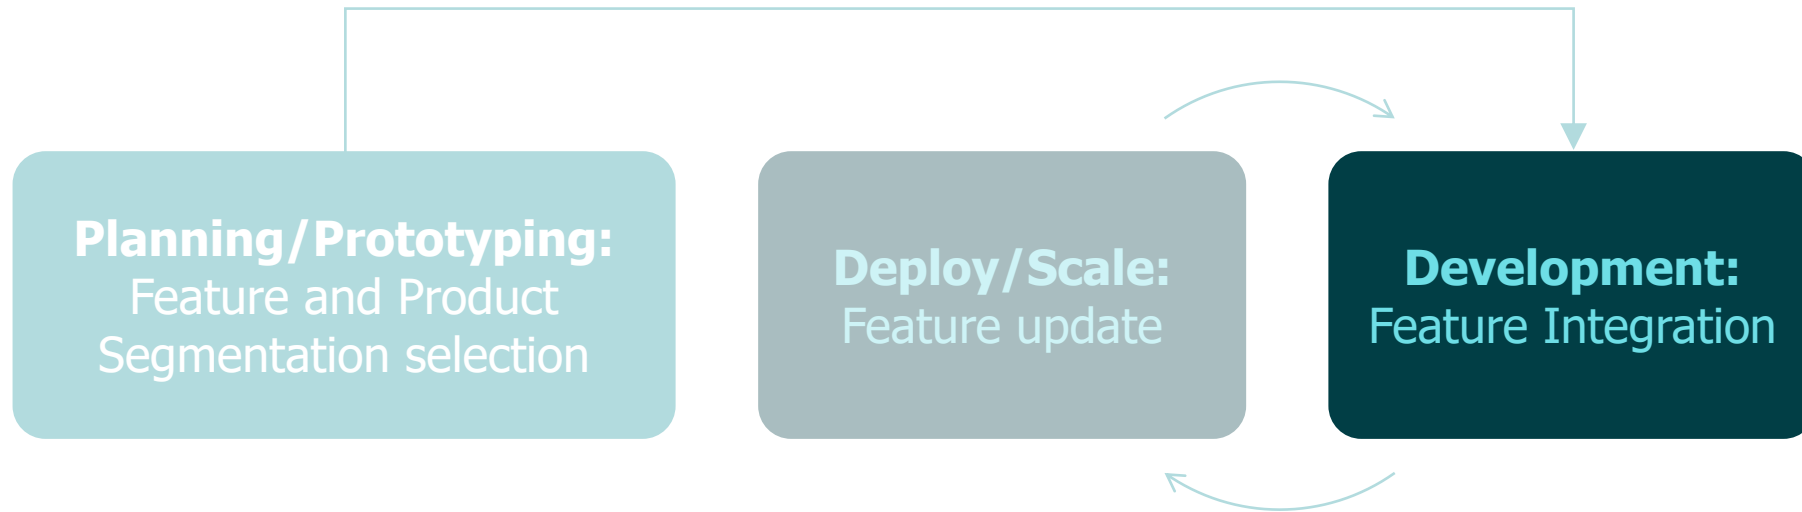 Planning/Prototyping:
Feature and Product
Segmentation selection
Deploy/Scale:
Feature update
Development:
Feature Integration